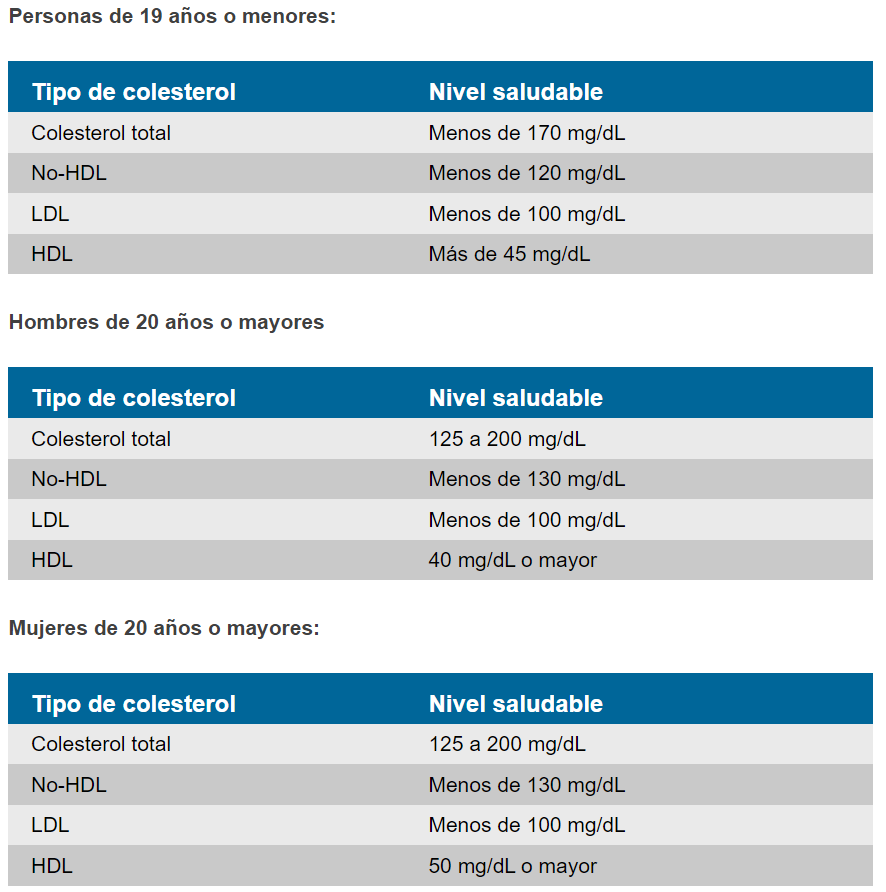 Personas de 19 años o menores:
Tipo de colesterol Nivel saludable
Colesterol total Menos de 170 mg/dL
No-HDL Menos de 120 mg/dL
LDL Menos de 100 mg/dL
HDL Más de 45 mg/dL
Hombres de 20 años o mayores
Tipo de colesterol Nivel saludable
Colesterol total 125 a 200 mg/dL
No-HDL Menos de 130 mg/dL
LDL Menos de 100 mg/dL
HDL 40 mg/dL o mayor
Mujeres de 20 años o mayores:
Tipo de colesterol Nivel saludable
Colesterol total 125 a 200 mg/dL
No-HDL Menos de 130 mg/dL
LDL Menos de 100 mg/dL
HDL 50 mg/dL o mayor